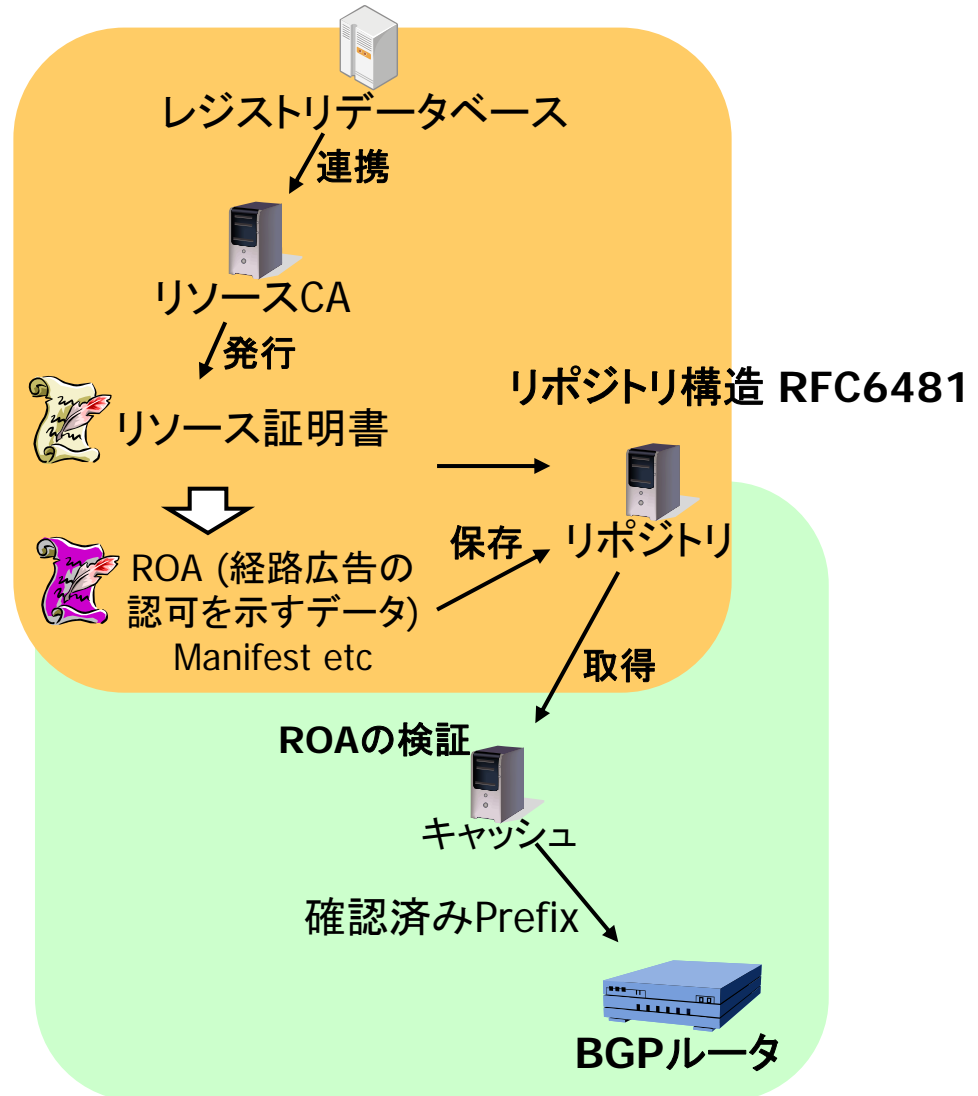 レジストリデータベース
連携
リソースCA
発行
リポジトリ構造 RFC6481
リソース証明書
リポジトリ
保存
ROA (経路広告の
認可を示すデータ)
Manifest etc
取得
ROAの検証
キャッシュ
確認済みPrefix
BGPルータ